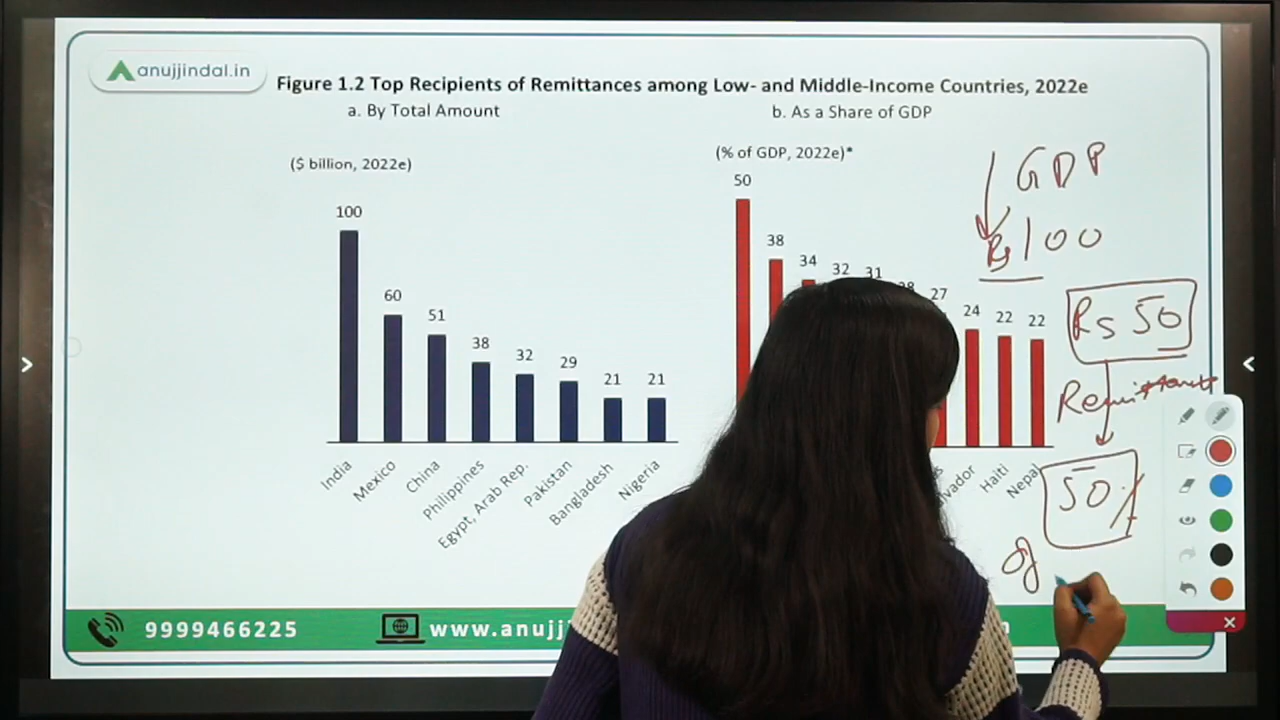 anujjindal.in
Figure 1.2 Top Recipients of Remittances among Low- and Middle-Income Countries, 2022e
a. By Total Amount
b. As a Share of GDP
($ billion, 2022e)
(% of GDP, 2022e)*
100
60
51
38
32
29
21
21
India
Mexico
China
Philippines
Egypt, Arab Rep.
Pakistan
Bangladesh
Nigeria
50
38
34
32
31
27
24
22
22
Haiti
Nepal
GDP
Rs 100
Rs 50
50%
of
9999466225